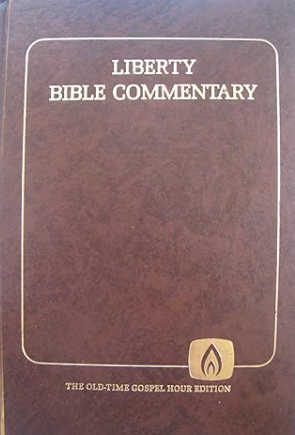 LIBERTY
BIBLE COMMENTARY
THE OLD-TIME GOSPEL HOUR EDITION